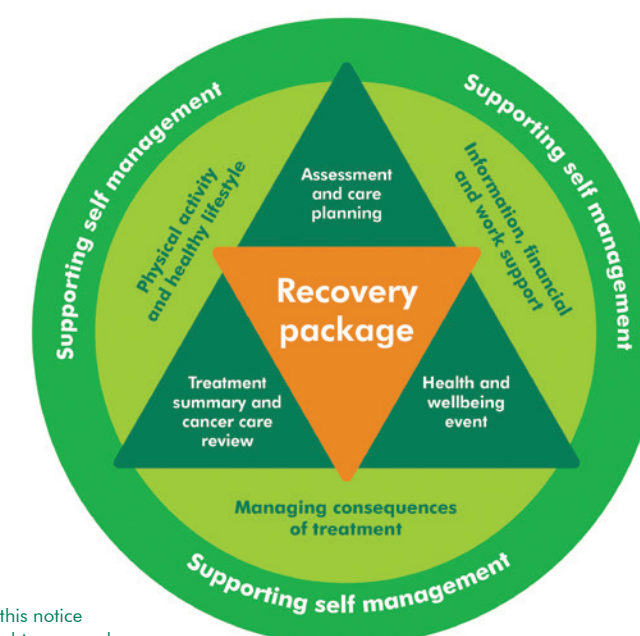 Supporting self management
Supporting self management
Physical activity
and healthy lifestyle
Information, financial
and work support
Assessment
and care
planning
Recovery
package
Treatment
summary and
cancer care
review
Health and
wellbeing
event
Managing consequences
of treatment
Supporting self management
this notice